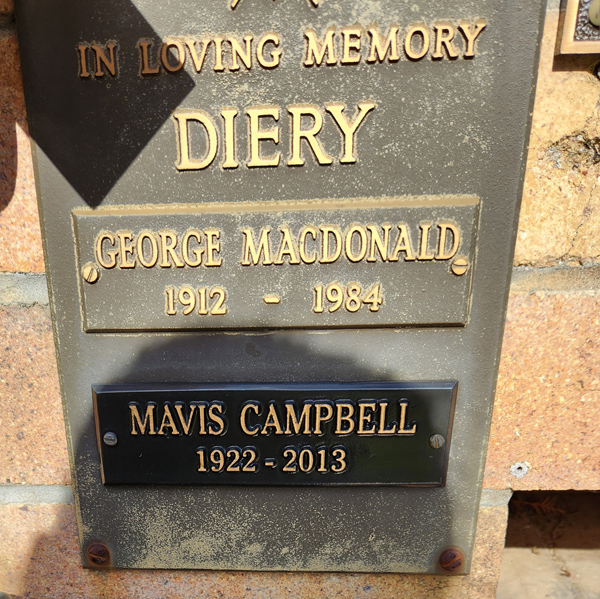 IN LOVING MEMORY
DIERY
GEORGE MACDONALD
1912 - 1984
MAVIS CAMPBELL
1922 - 2013